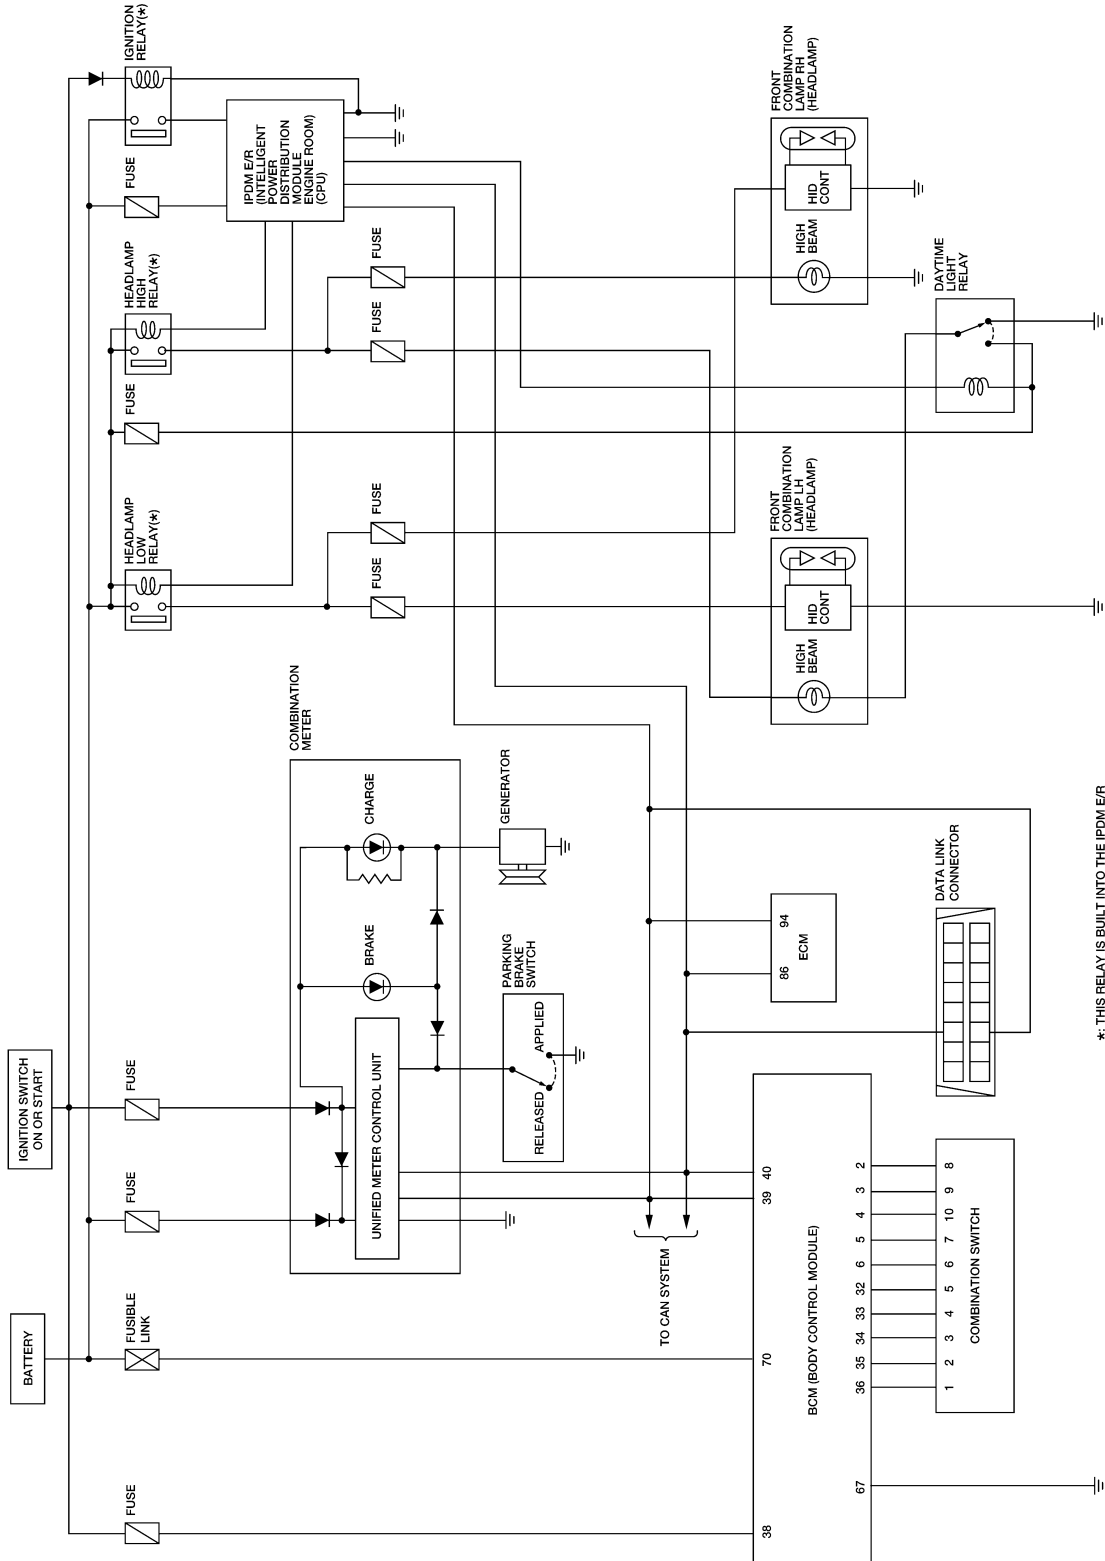 IGNITION SWITCH
ON OR START
BATTERY
FUSE
FUSIBLE
LINK
FUSE
FUSE
HEADLAMP
LOW
RELAY(*)
FUSE
HEADLAMP
HIGH
RELAY(*)
FUSE
IGNITION
RELAY(*)
IPDM E/R
(INTELLIGENT
POWER
DISTRIBUTION
MODULE
ENGINE ROOM)
(CPU)
COMBINATION
METER
UNIFIED METER CONTROL UNIT
BRAKE
CHARGE
FUSE
FUSE
FUSE
FUSE
PARKING
BRAKE
SWITCH
RELEASED
APPLIED
GENERATOR
TO CAN SYSTEM
38
70
39
40
BCM (BODY CONTROL MODULE)
67
36
35
34
33
32
6
5
4
3
2
1
2
3
4
5
6
7
10
9
8
COMBINATION SWITCH
86
94
ECM
DATA LINK
CONNECTOR
FRONT
COMBINATION
LAMP LH
(HEADLAMP)
HIGH
BEAM
HID
CONT
FRONT
COMBINATION
LAMP RH
(HEADLAMP)
HIGH
BEAM
HID
CONT
DAYTIME
LIGHT
RELAY
*: THIS RELAY IS BUILT INTO THE IPDM E/R